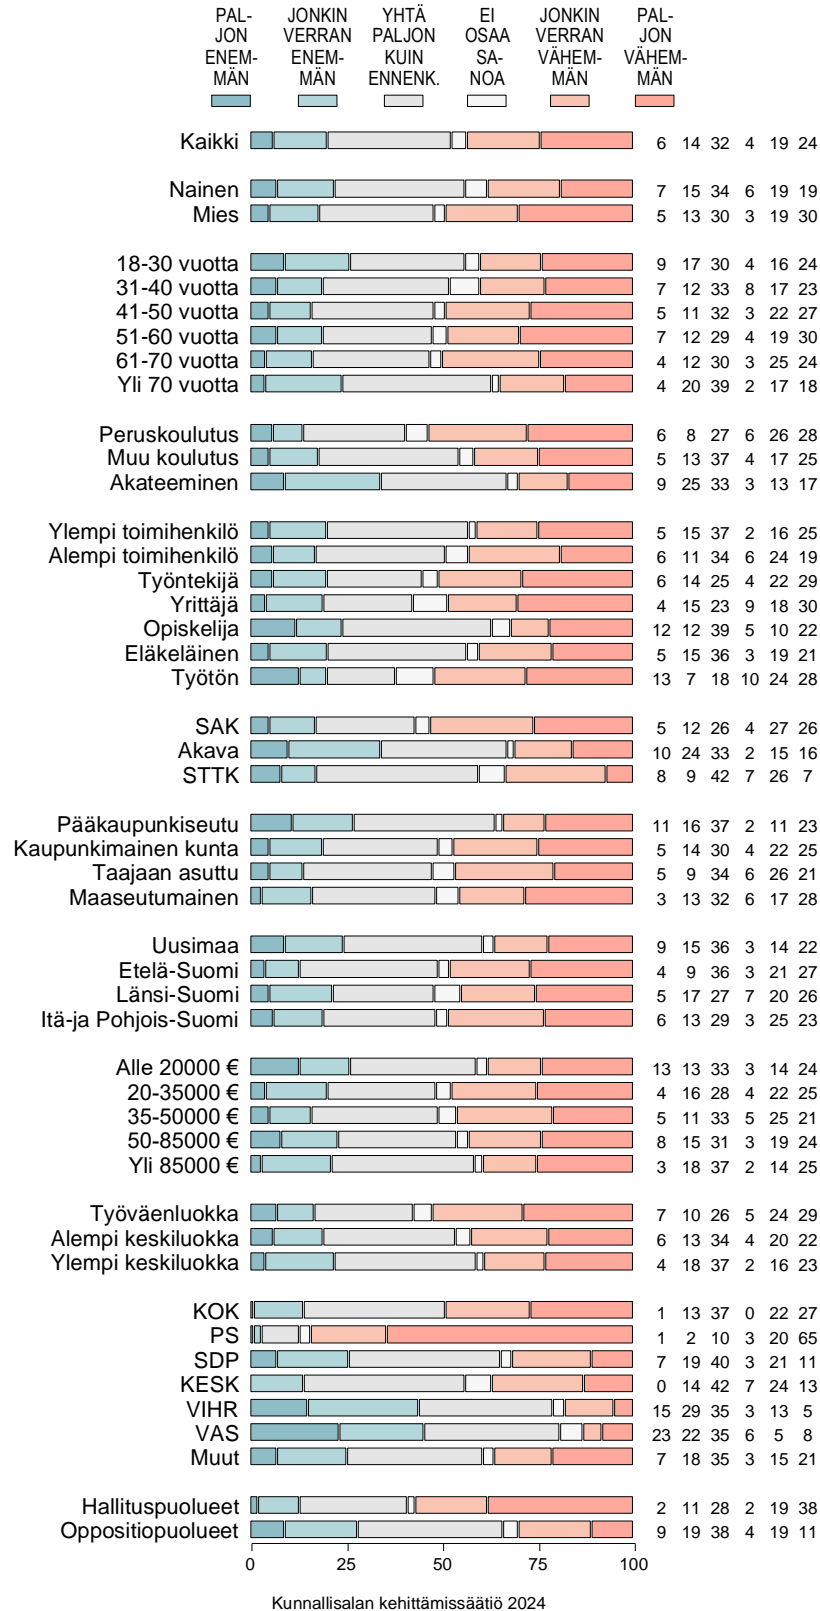 PAL- JONKIN YHTÄ EI JONKIN PAL-
JON VERRAN PALJON OSAA VERRAN JON
ENEM- ENEM- KUIN SA- VÄHEM- VÄHEM-
MÄN MÄN ENNENK. NOA MÄN MÄN
Kaikki 6 14 32 4 19 24
Nainen 7 15 34 6 19 19
Mies 5 13 30 3 19 30
18-30 vuotta 9 17 30 4 16 24
31-40 vuotta 7 12 33 8 17 23
41-50 vuotta 5 11 32 3 22 27
51-60 vuotta 7 12 29 4 19 30
61-70 vuotta 4 12 30 3 25 24
Yli 70 vuotta 4 20 39 2 17 18
Peruskoulutus 6 8 27 6 26 28
Muu koulutus 5 13 37 4 17 25
Akateeminen 9 25 33 3 13 17
Ylempi toimihenkilö 5 15 37 2 16 25
Alempi toimihenkilö 6 11 34 6 24 19
Työntekijä 6 14 25 4 22 29
Yrittäjä 4 15 23 9 18 30
Opiskelija 12 12 39 5 10 22
Eläkeläinen 5 15 36 3 19 21
Työtön 13 7 18 10 24 28
SAK 5 12 26 4 27 26
Akava 10 24 33 2 15 16
STTK 8 9 42 7 26 7
Pääkaupunkiseutu 11 16 37 2 11 23
Kaupunkimainen kunta 5 14 30 4 22 25
Taajaan asuttu 5 9 34 6 26 21
Maaseutumainen 3 13 32 6 17 28
Uusimaa 9 15 36 3 14 22
Etelä-Suomi 4 9 36 3 21 27
Länsi-Suomi 5 17 27 7 20 26
Itä-ja Pohjois-Suomi 6 13 29 3 25 23
Alle 20000 € 13 13 33 3 14 24
20-35000 € 4 16 28 4 22 25
35-50000 € 5 11 33 5 25 21
50-85000 € 8 15 31 3 19 24
Yli 85000 € 3 18 37 2 14 25
Työväenluokka 7 10 26 5 24 29
Alempi keskiluokka 6 13 34 4 20 22
Ylempi keskiluokka 4 18 37 2 16 23
KOK 1 13 37 0 22 27
PS 1 2 10 3 20 65
SDP 7 19 40 3 21 11
KESK 0 14 42 7 24 13
VIHR 15 29 35 3 13 5
VAS 23 22 35 6 5 8
Muut 7 18 35 3 15 21
Hallituspuolueet 2 11 28 2 19 38
Oppositiopuolueet 9 19 38 4 19 11
0 25 50 75 100
Kunnallisalan kehittämissäätiö 2024